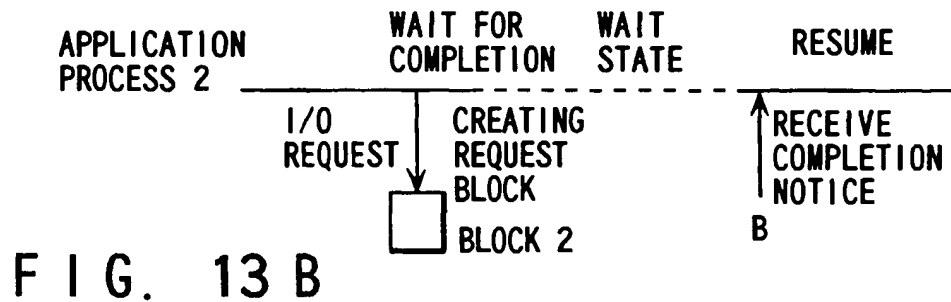 APPLICATION
PROCESS 2
WAIT FOR
COMPLETION
WAIT
STATE
RESUME
I/O
REQUEST
CREATING
REQUEST
BLOCK
BLOCK 2
RECEIVE
COMPLETION
NOTICE
B
FIG. 13B